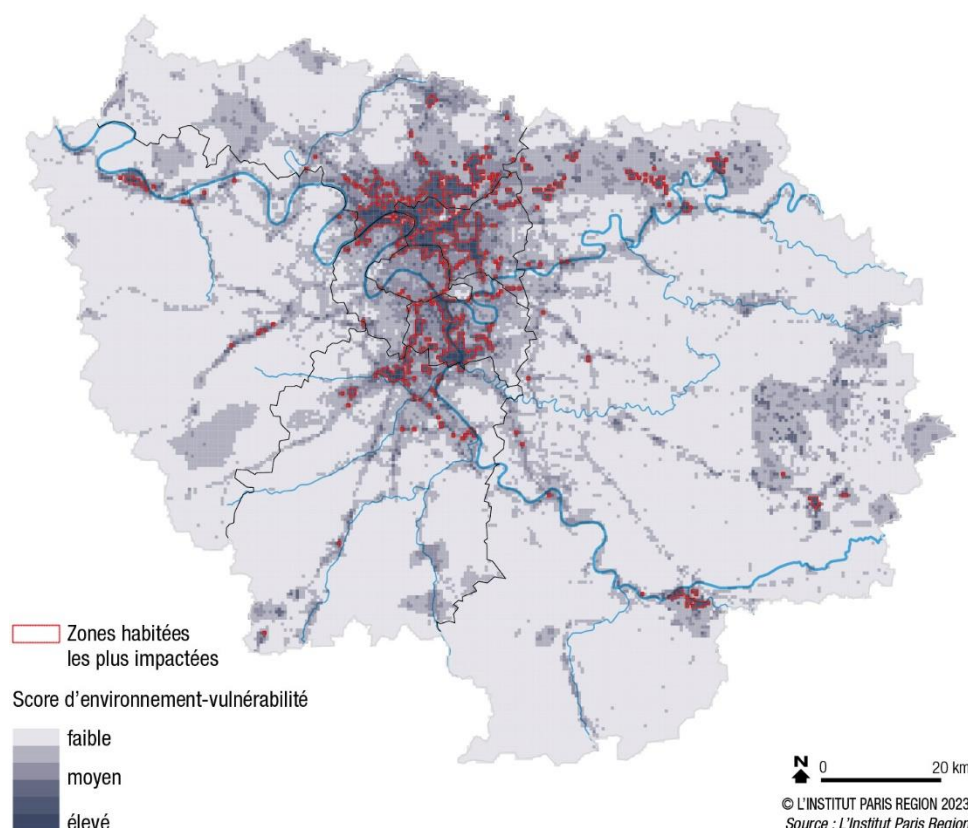 Zones habitées
les plus impactées
Score d'environnement-vulnérabilité
faible
moyen
élevé
N
0 20 km
© L'INSTITUT PARIS REGION 2023
Source : L'Institut Paris Region